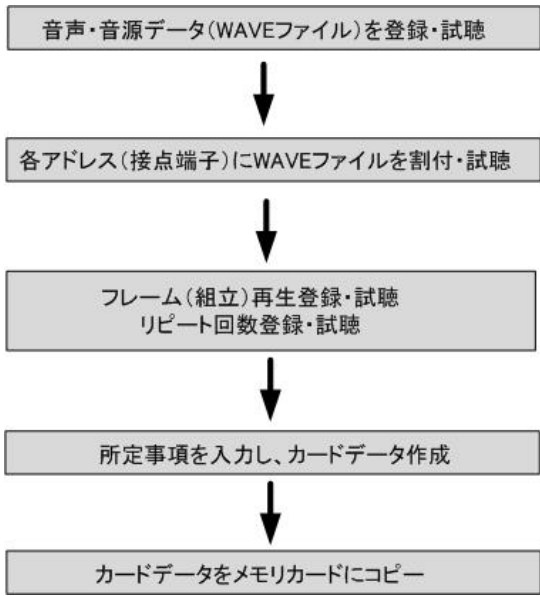 音声・音源データ（WAVEファイル）を登録・試聴
各アドレス（接点端子）にWAVEファイルを割付・試聴
フレーム（組立）再生登録・試聴
リピート回数登録・試聴
所定事項を入力し、カードデータ作成
カードデータをメモリカードにコピー